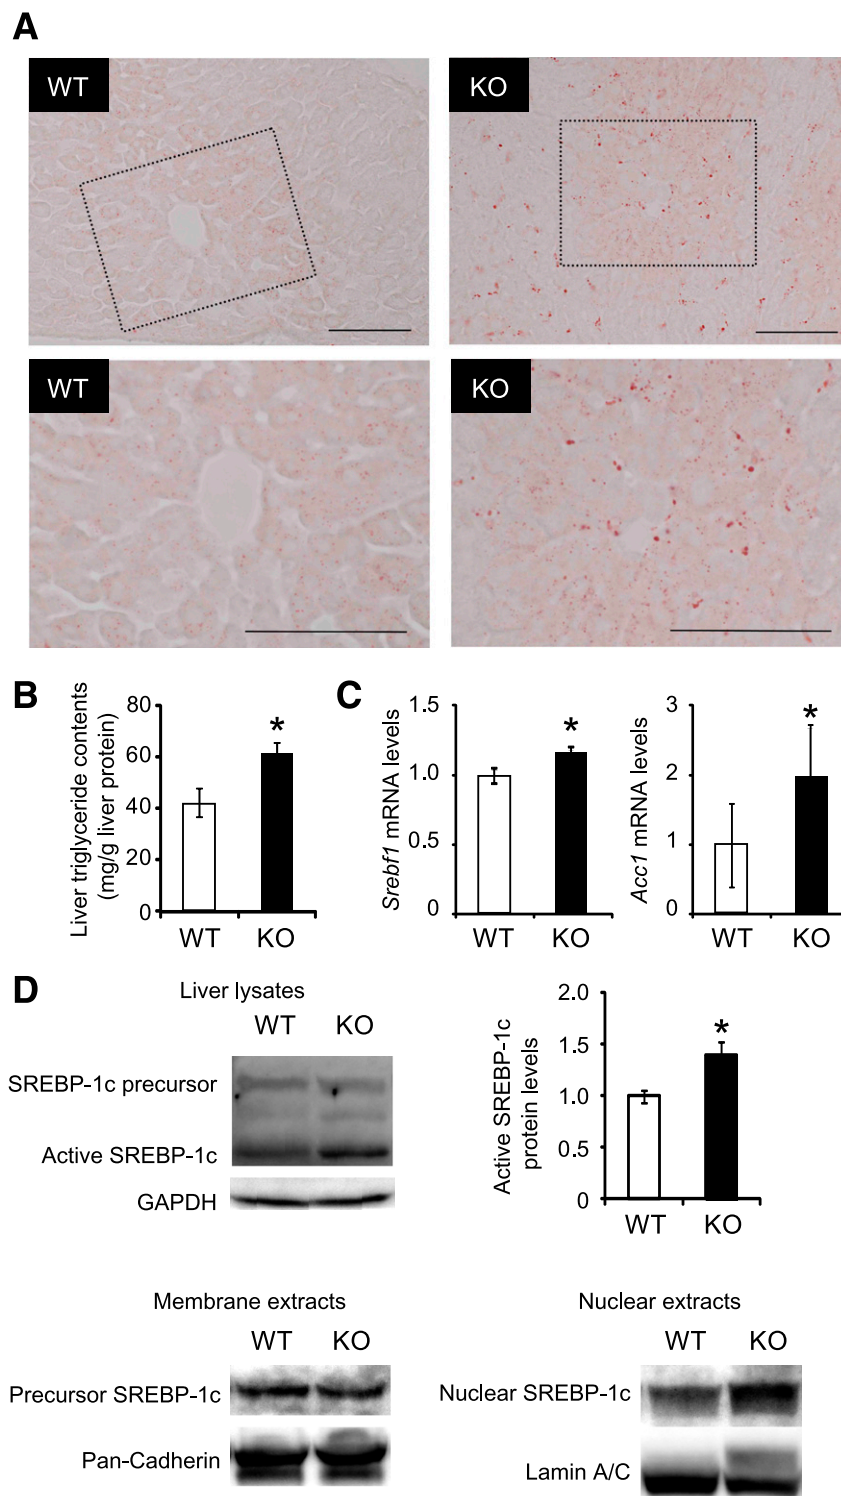 A
WT
KO
WT
KO
B
Liver triglyceride contents
(mg/g liver protein)
80
60
40
20
0
*
WT KO
C
Srebf1 mRNA levels
1.5
1.0
0.5
0
*
WT KO
Acc1 mRNA levels
3
2
1
0
*
WT KO
D
Liver lysates
WT KO
SREBP-1c precursor
Active SREBP-1c
GAPDH
Active SREBP-1c
protein levels
2.0
1.5
1.0
0.5
0
*
WT KO
Membrane extracts
WT KO
Precursor SREBP-1c
Pan-Cadherin
Nuclear extracts
WT KO
Nuclear SREBP-1c
Lamin A/C